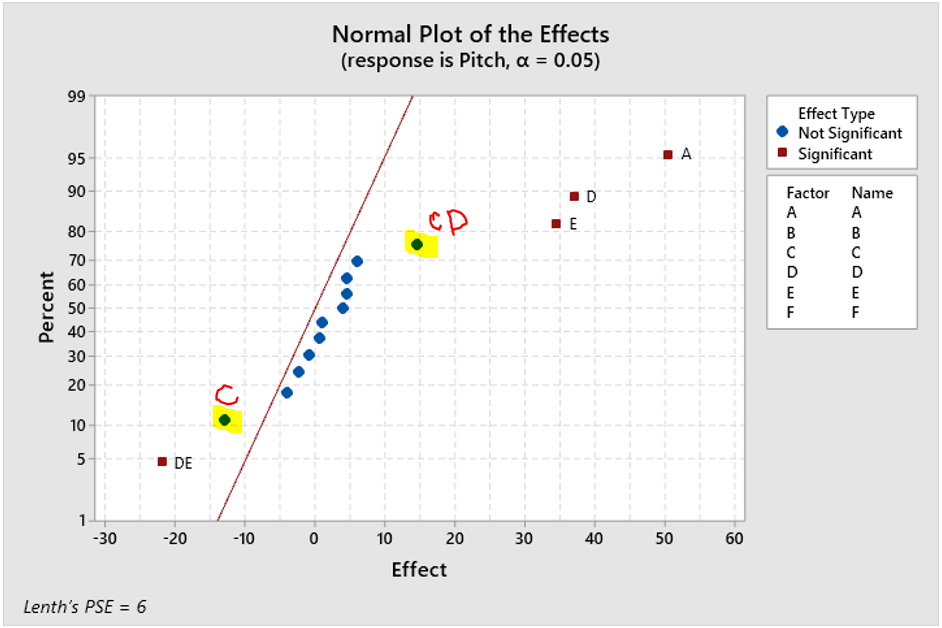 Normal Plot of the Effects
(response is Pitch, α = 0.05)
99
95
90
80
70
60
50
40
30
20
10
5
1
Percent
A
D
E
CD
C
DE
-30 -20 -10 0 10 20 30 40 50 60
Effect
Effect Type
Not Significant
Significant
Factor Name
A A
B B
C C
D D
E E
F F
Lenth's PSE = 6